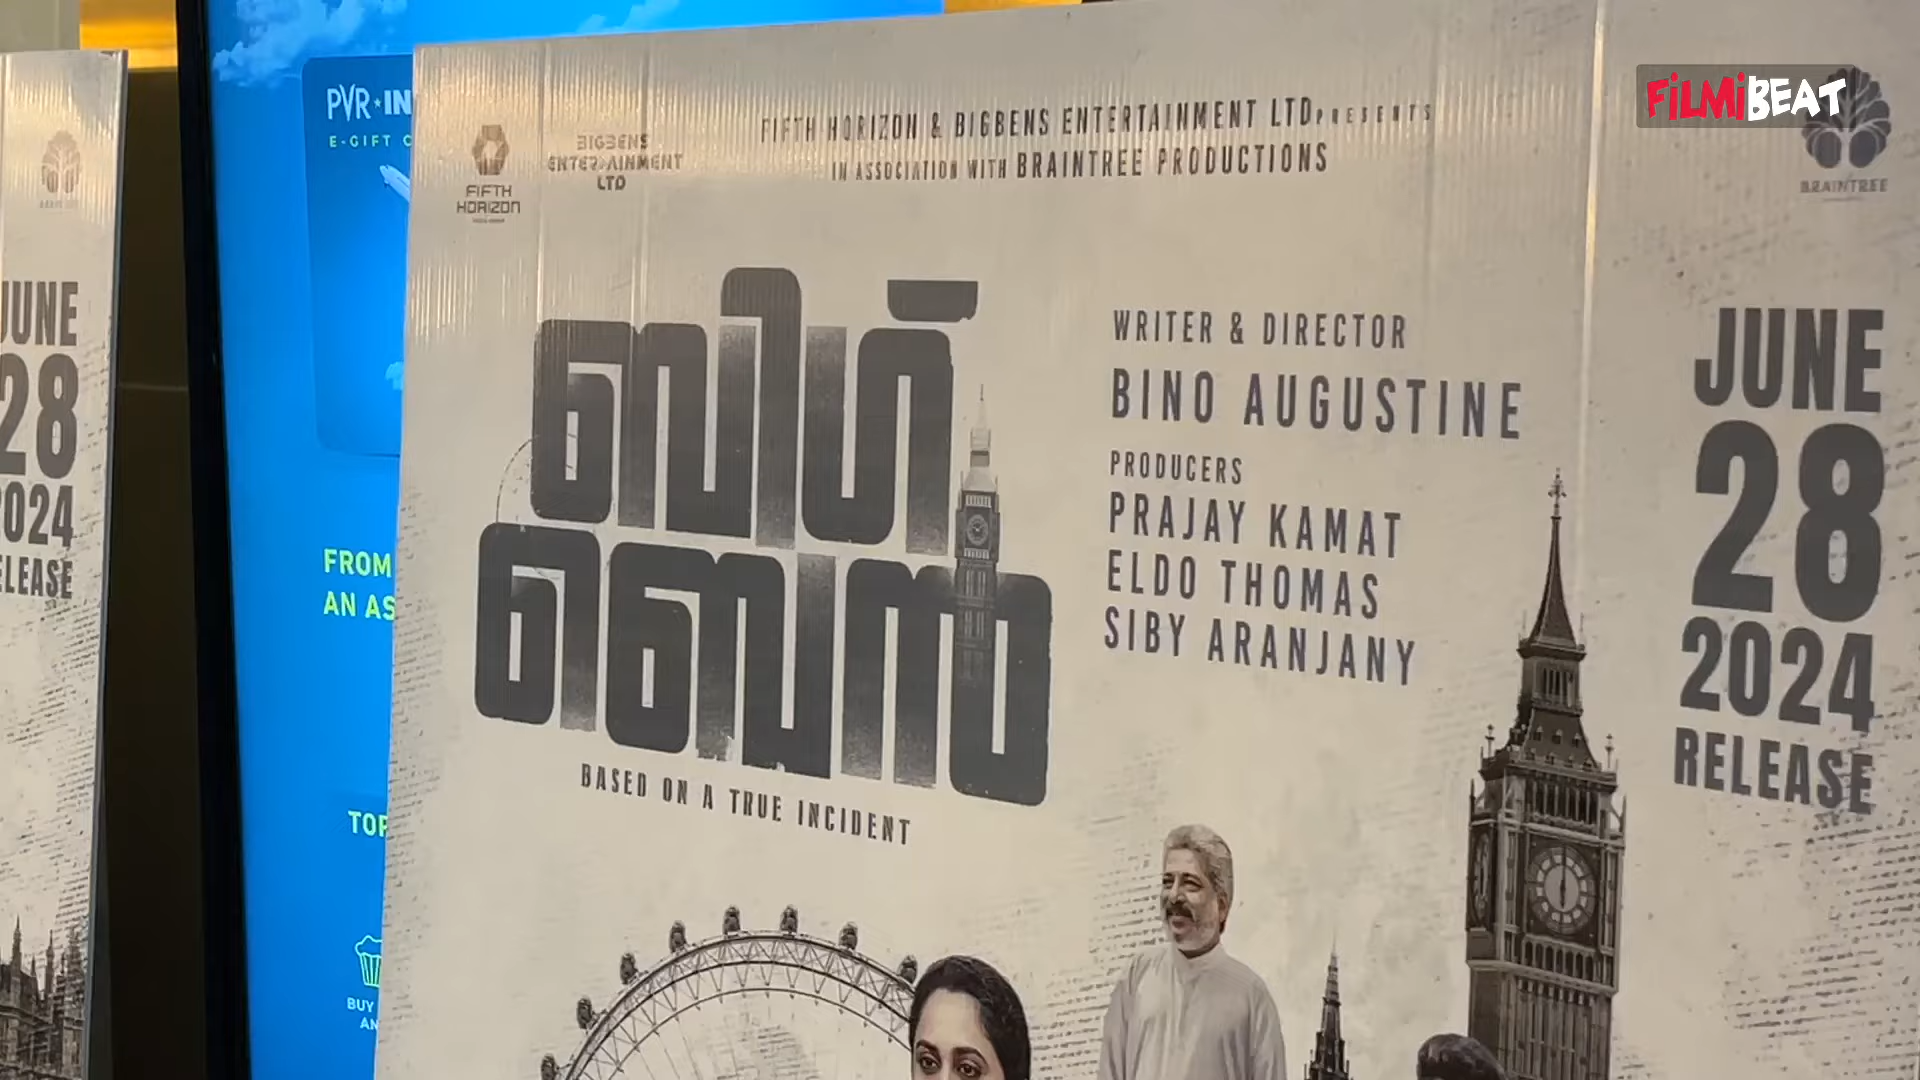 JUNE
28
2024
RELEASE
PVR
E-GIFT
FROM
AN
BUY
FIFTH HORIZON & BIGBENS ENTERTAINMENT LTD PRESENTS
IN ASSOCIATION WITH BRAINTREE PRODUCTIONS
FIFTH
HORIZON
BIGBENS
ENTERTAINMENT
LTD
FILMIBEAT
BRAINTREE
ബിഗ്
ബെൻ
BASED ON A TRUE INCIDENT
WRITER & DIRECTOR
BINO AUGUSTINE
PRODUCERS
PRAJAY KAMAT
ELDO THOMAS
SIBY ARANJANY
JUNE
28
2024
RELEASE